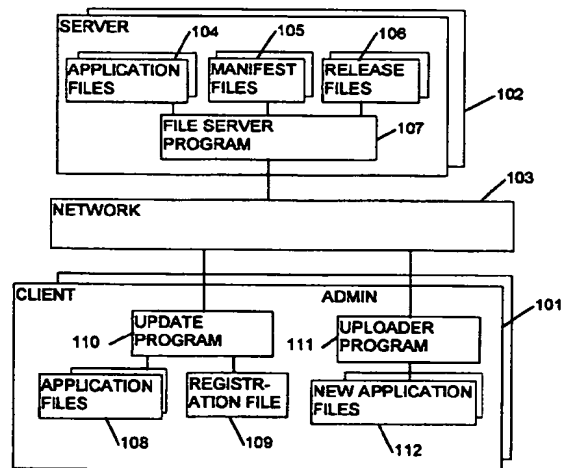 SERVER
104
105
106
APPLICATION
FILES
MANIFEST
FILES
RELEASE
FILES
102
FILE SERVER
PROGRAM
107
103
NETWORK
CLIENT
ADMIN
101
110
UPDATE
PROGRAM
111
UPLOADER
PROGRAM
APPLICATION
FILES
REGISTR-
ATION FILE
NEW APPLICATION
FILES
108
109
112